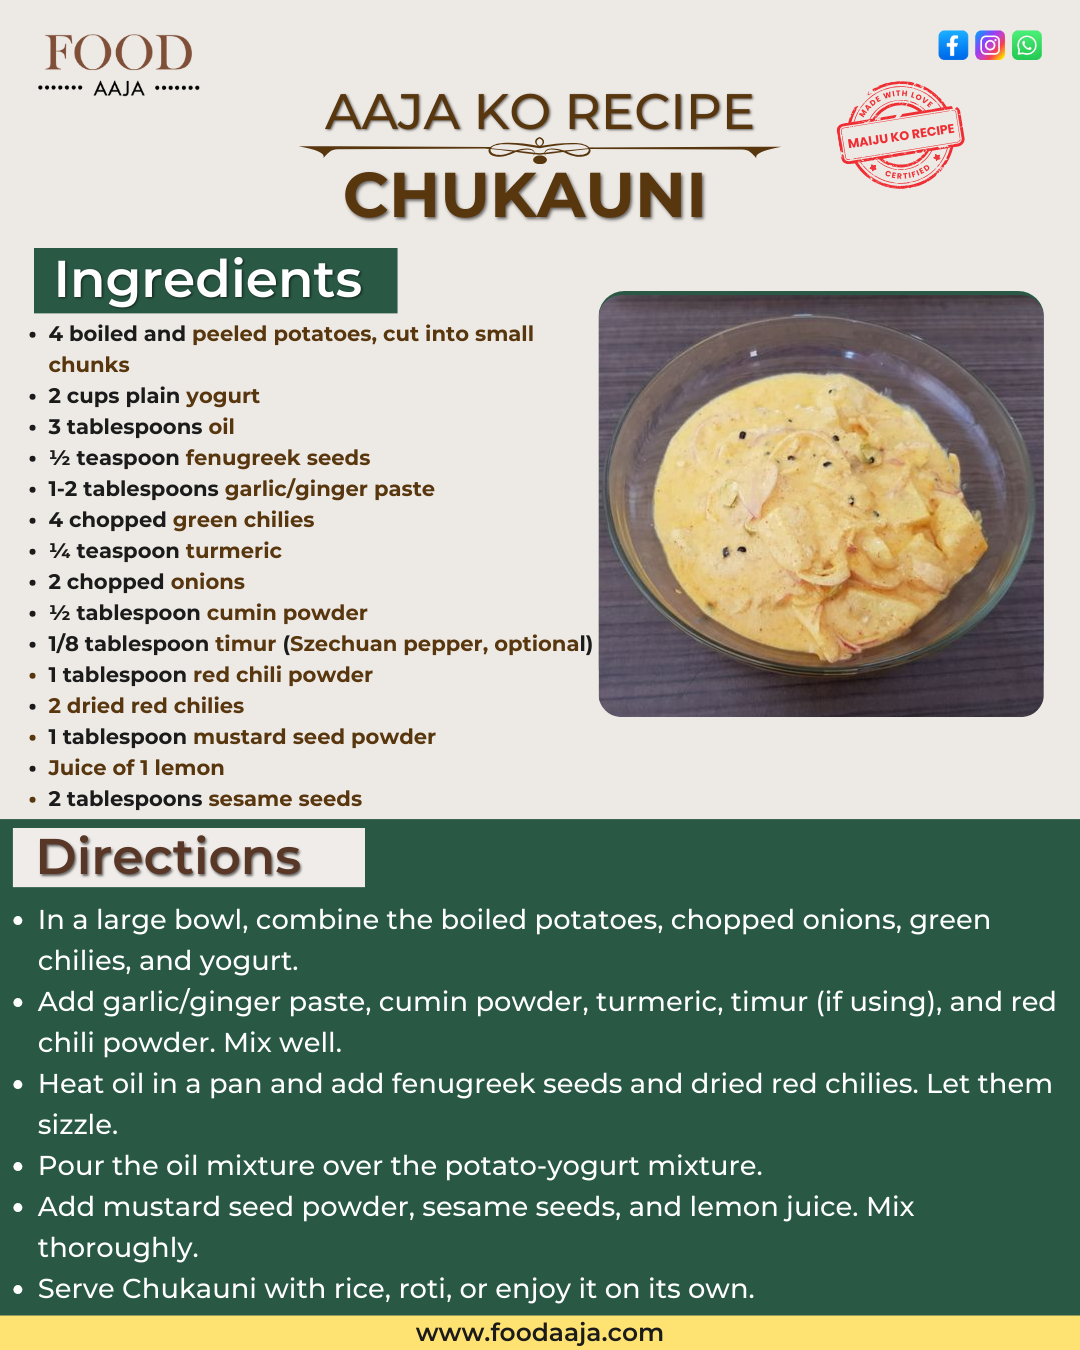 FOOD
AAJA
AAJA KO RECIPE
MADE WITH LOVE
MAIJU KO RECIPE
CERTIFIED
CHUKAUNI
Ingredients
• 4 boiled and peeled potatoes, cut into small
chunks
• 2 cups plain yogurt
• 3 tablespoons oil
• ½ teaspoon fenugreek seeds
• 1-2 tablespoons garlic/ginger paste
• 4 chopped green chilies
• ¼ teaspoon turmeric
• 2 chopped onions
• ½ tablespoon cumin powder
• 1/8 tablespoon timur (Szechuan pepper, optional)
• 1 tablespoon red chili powder
• 2 dried red chilies
• 1 tablespoon mustard seed powder
• Juice of 1 lemon
• 2 tablespoons sesame seeds
Directions
• In a large bowl, combine the boiled potatoes, chopped onions, green
chilies, and yogurt.
• Add garlic/ginger paste, cumin powder, turmeric, timur (if using), and red
chili powder. Mix well.
• Heat oil in a pan and add fenugreek seeds and dried red chilies. Let them
sizzle.
• Pour the oil mixture over the potato-yogurt mixture.
• Add mustard seed powder, sesame seeds, and lemon juice. Mix
thoroughly.
• Serve Chukauni with rice, roti, or enjoy it on its own.
www.foodaaja.com